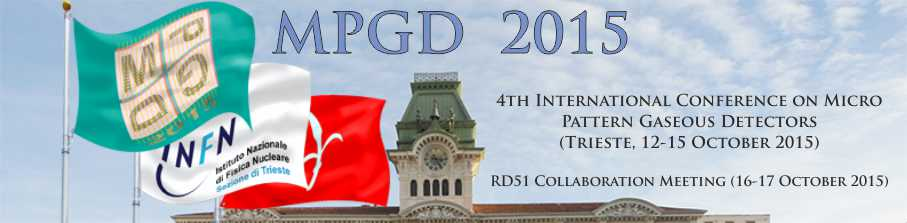 MPGD 2015
MPGD
2015
INFN
Istituto Nazionale
di Fisica Nucleare
Sezione di Trieste
4th International Conference on Micro
Pattern Gaseous Detectors
(Trieste, 12-15 October 2015)
RD51 Collaboration Meeting (16-17 October 2015)